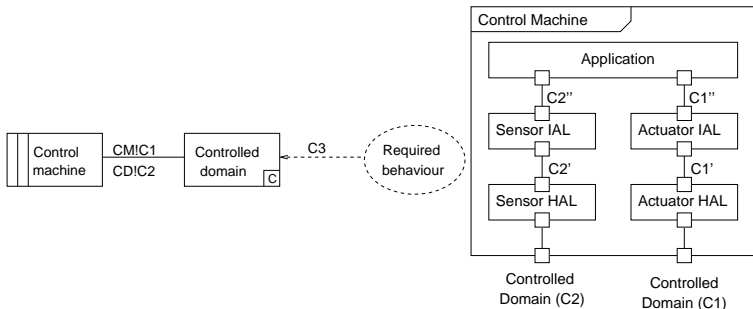 Control
machine
CM!C1
CD!C2
Controlled
domain
C
C3
Required
behaviour
Control Machine
Application
C2''
C1''
Sensor IAL
Actuator IAL
C2'
C1'
Sensor HAL
Actuator HAL
Controlled
Domain (C2)
Controlled
Domain (C1)